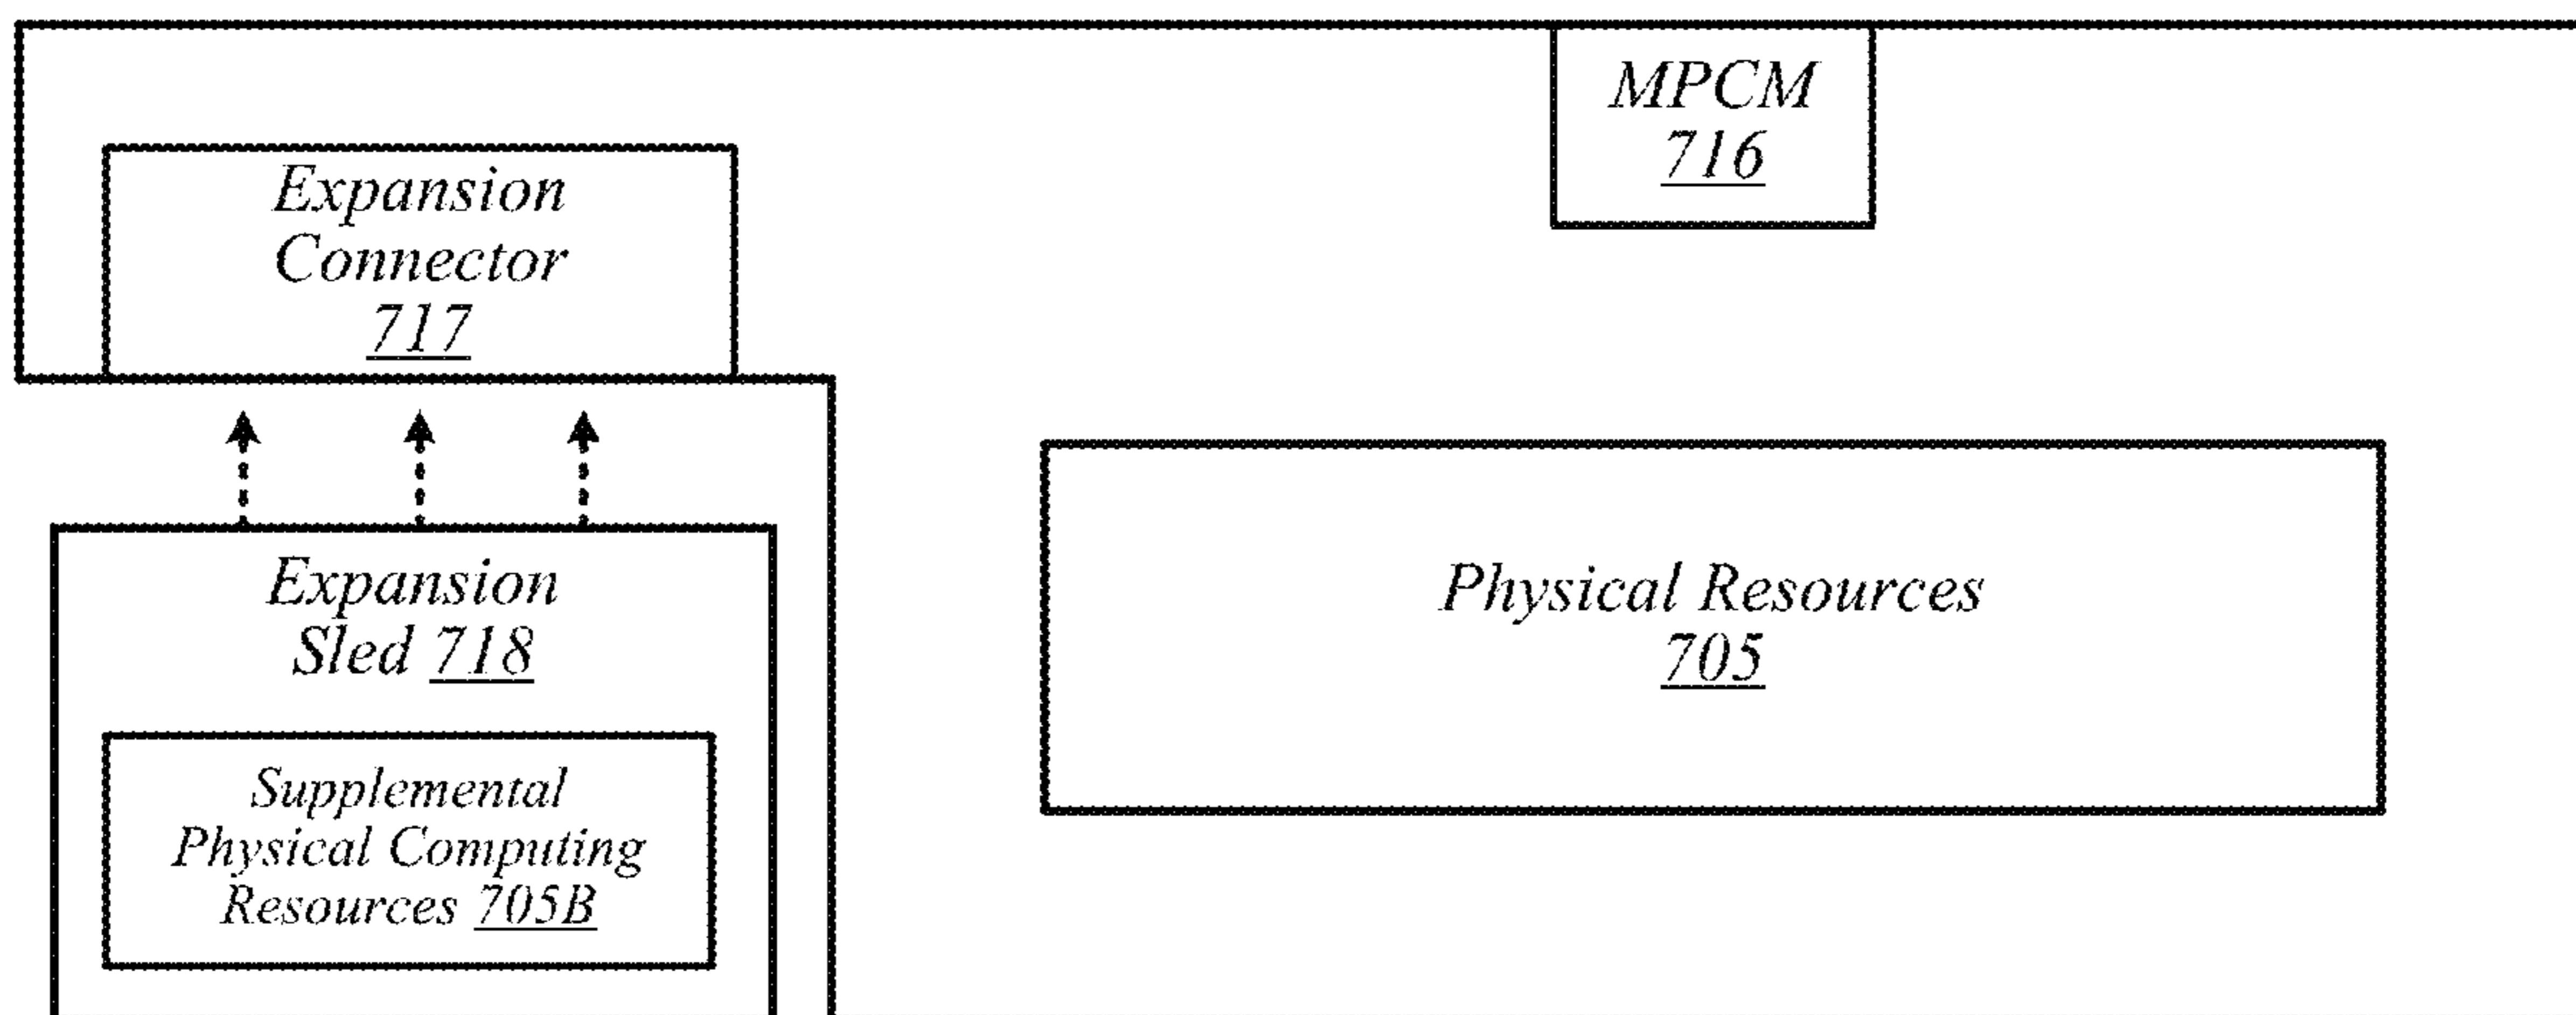 MPCM
716
Expansion
Connector
717
Expansion
Sled 718
Supplemental
Physical Computing
Resources 705B
Physical Resources
705